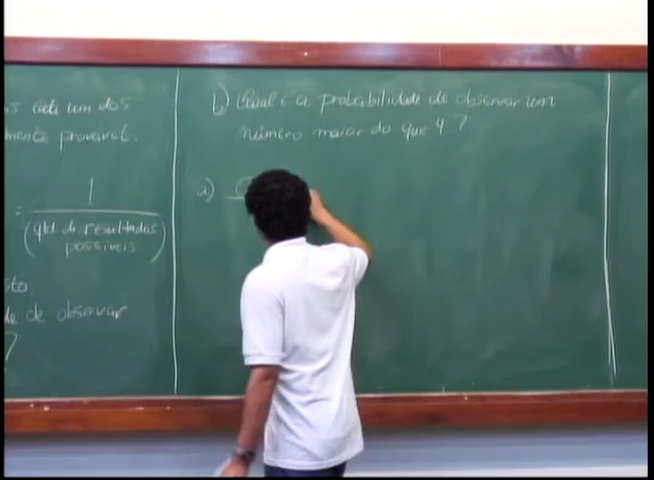 cada um dos
mente provável.
= 1
(qtd de resultados
possíveis)
de observar
?
b) Qual é a probabilidade de observar um
número maior do que 4?
a)